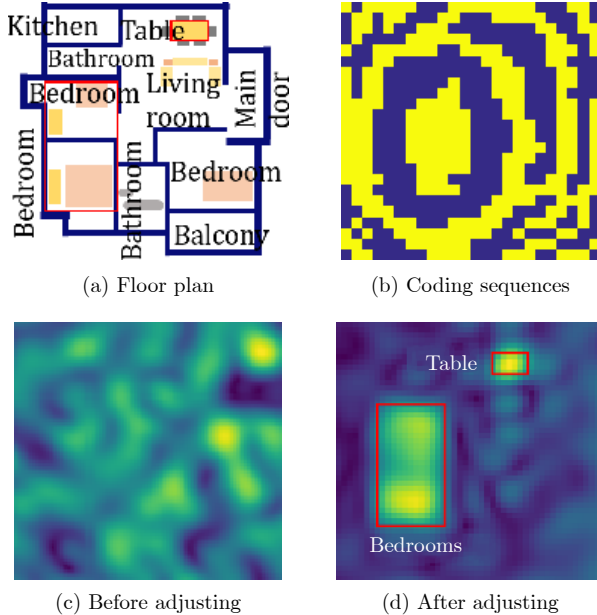 Kitchen
Table
Bathroom
Bedroom
Living
room
Main
door
Bedroom
Bathroom
Bedroom
Balcony
(a) Floor plan
(b) Coding sequences
Table
Bedrooms
(c) Before adjusting
(d) After adjusting